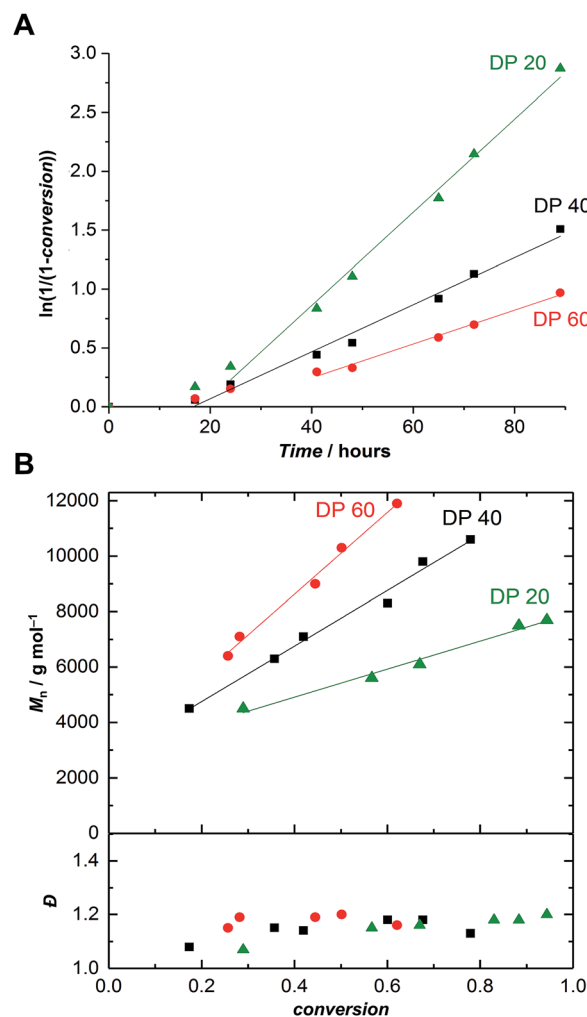 A
3.0
2.5
2.0
1.5
1.0
0.5
0.0
ln(1/(1-conversion))
DP 20
DP 40
DP 60
0
20
40
60
80
Time / hours
B
12000
10000
8000
6000
4000
2000
0
Mn / g mol–1
DP 60
DP 40
DP 20
1.4
1.2
1.0
Đ
0.0
0.2
0.4
0.6
0.8
1.0
conversion